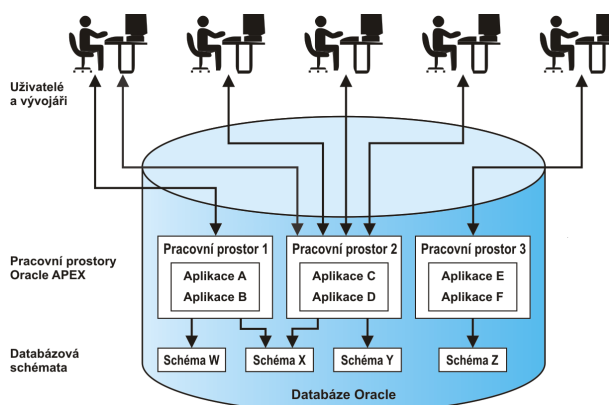 Uživatelé
a vývojáři
Pracovní prostory
Oracle APEX
Pracovní prostor 1
Aplikace A
Aplikace B
Pracovní prostor 2
Aplikace C
Aplikace D
Pracovní prostor 3
Aplikace E
Aplikace F
Databázová
schémata
Schéma W
Schéma X
Schéma Y
Schéma Z
Databáze Oracle